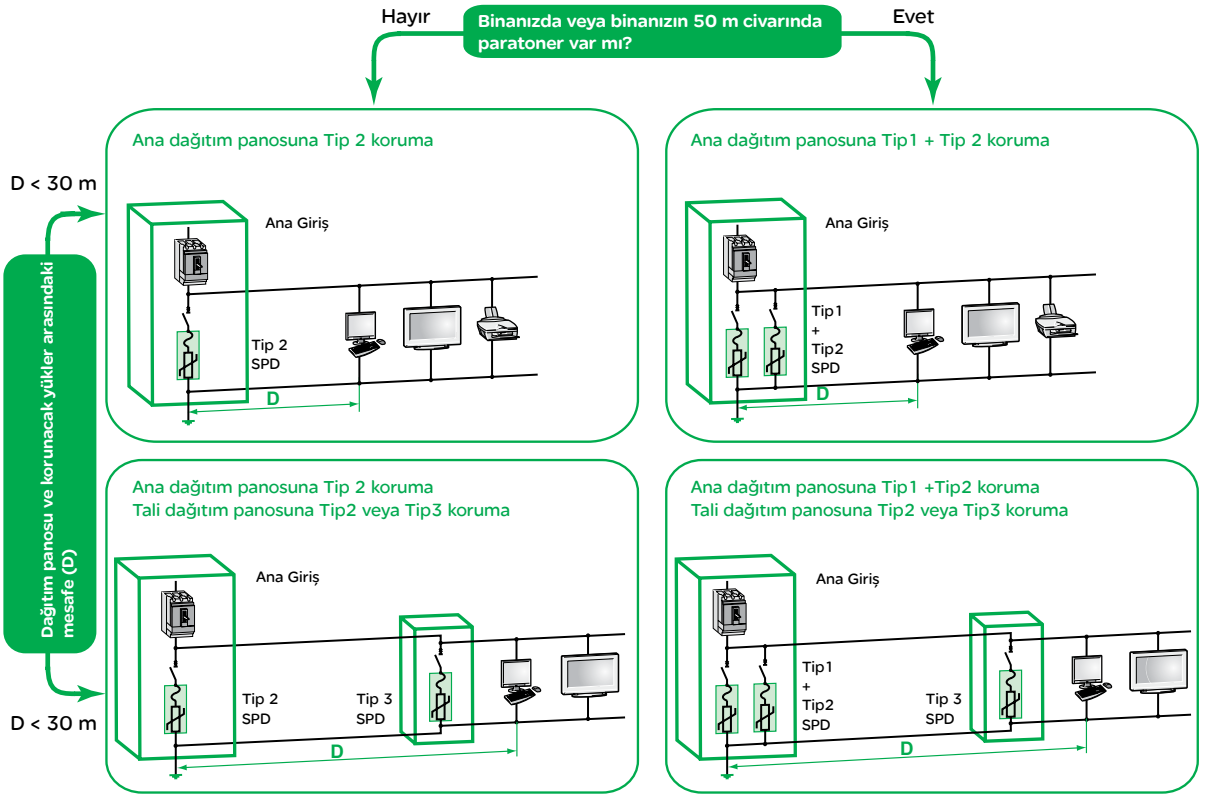 Hayır
Binanızda veya binanızın 50 m civarında
paratoner var mı?
Evet
D < 30 m
Dağıtım panosu ve korunacak yükler arasındaki
mesafe (D)
D < 30 m
Ana dağıtım panosuna Tip 2 koruma
Ana Giriş
Tip 2
SPD
D
Ana dağıtım panosuna Tip1 + Tip 2 koruma
Ana Giriş
Tip1
+
Tip2
SPD
D
Ana dağıtım panosuna Tip 2 koruma
Tali dağıtım panosuna Tip2 veya Tip3 koruma
Ana Giriş
Tip 2
SPD
Tip 3
SPD
D
Ana dağıtım panosuna Tip1 +Tip2 koruma
Tali dağıtım panosuna Tip2 veya Tip3 koruma
Ana Giriş
Tip1
+
Tip2
SPD
Tip 3
SPD
D